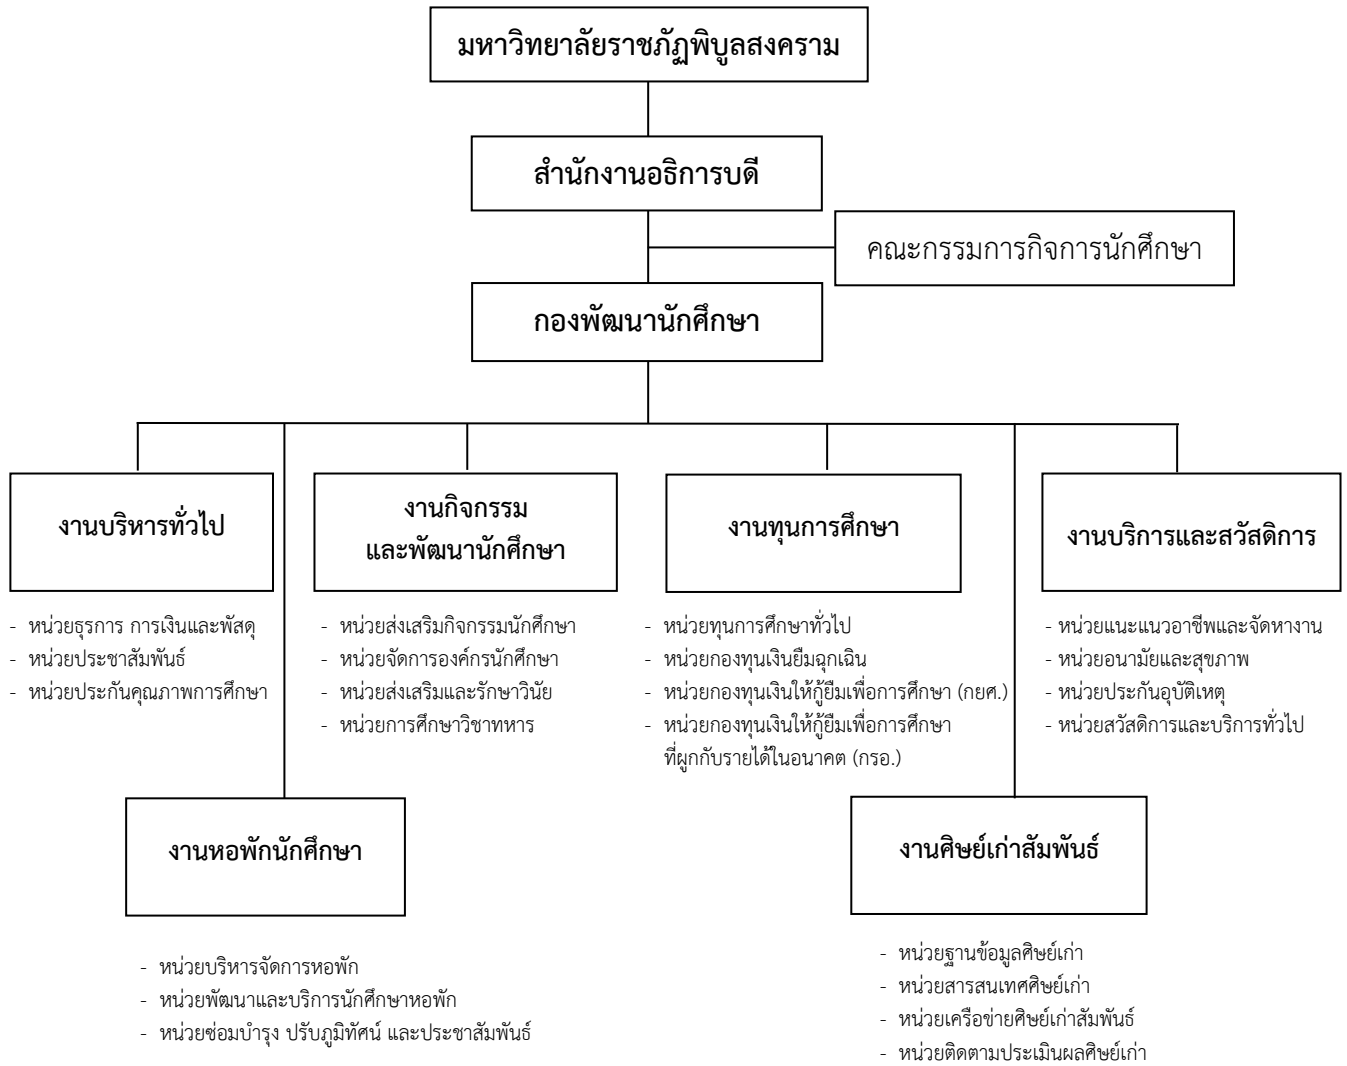 มหาวิทยาลัยราชภัฏพิบูลสงคราม
สำนักงานอธิการบดี
คณะกรรมการกิจการนักศึกษา
กองพัฒนานักศึกษา
งานบริหารทั่วไป
- หน่วยธุรการ การเงินและพัสดุ
- หน่วยประชาสัมพันธ์
- หน่วยประกันคุณภาพการศึกษา
งานกิจกรรม
และพัฒนานักศึกษา
- หน่วยส่งเสริมกิจกรรมนักศึกษา
- หน่วยจัดการองค์กรนักศึกษา
- หน่วยส่งเสริมและรักษาวินัย
- หน่วยการศึกษาวิชาทหาร
งานทุนการศึกษา
- หน่วยทุนการศึกษาทั่วไป
- หน่วยกองทุนเงินยืมฉุกเฉิน
- หน่วยกองทุนเงินให้กู้ยืมเพื่อการศึกษา (กยศ.)
- หน่วยกองทุนเงินให้กู้ยืมเพื่อการศึกษา
ที่ผูกกับรายได้ในอนาคต (กรอ.)
งานบริการและสวัสดิการ
- หน่วยแนะแนวอาชีพและจัดหางาน
- หน่วยอนามัยและสุขภาพ
- หน่วยประกันอุบัติเหตุ
- หน่วยสวัสดิการและบริการทั่วไป
งานหอพักนักศึกษา
- หน่วยบริหารจัดการหอพัก
- หน่วยพัฒนาและบริการนักศึกษาหอพัก
- หน่วยซ่อมบำรุง ปรับภูมิทัศน์ และประชาสัมพันธ์
งานศิษย์เก่าสัมพันธ์
- หน่วยฐานข้อมูลศิษย์เก่า
- หน่วยสารสนเทศศิษย์เก่า
- หน่วยเครือข่ายศิษย์เก่าสัมพันธ์
- หน่วยติดตามประเมินผลศิษย์เก่า